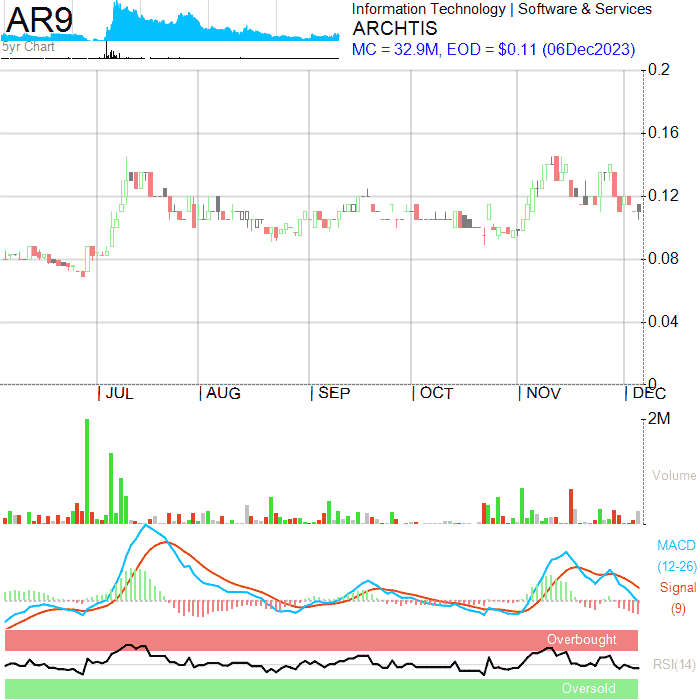 AR9
5yr Chart
Information Technology | Software & Services
ARCHTIS
MC = 32.9M, EOD = $0.11 (06Dec2023)
0.2
0.16
0.12
0.08
0.04
0
JUL AUG SEP OCT NOV DEC
2M
Volume
MACD
(12-26)
Signal
(9)
Overbought
RSI(14)
Oversold